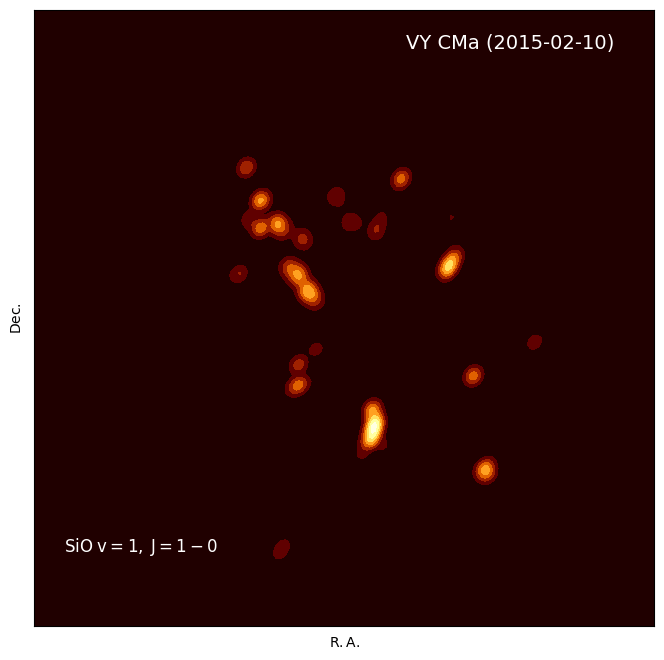 VY CMa (2015-02-10)
Dec.
SiO v = 1, J = 1 − 0
R. A.